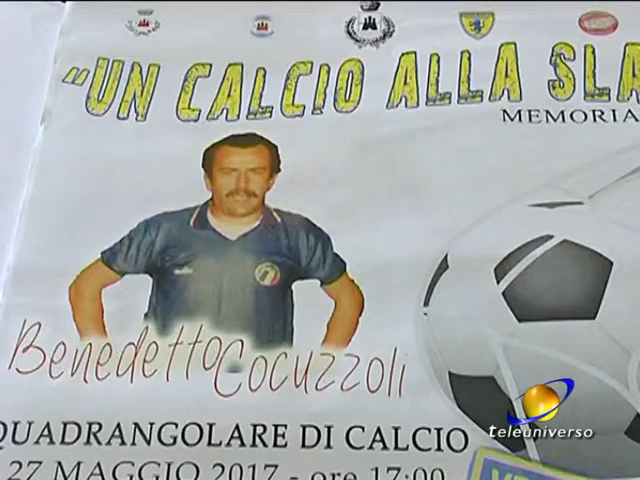 "UN CALCIO ALLA SLA
MEMORIA
Benedetto Cocuzzoli
QUADRANGOLARE DI CALCIO
27 MAGGIO 2017 - ore 17:00
teleuniverso